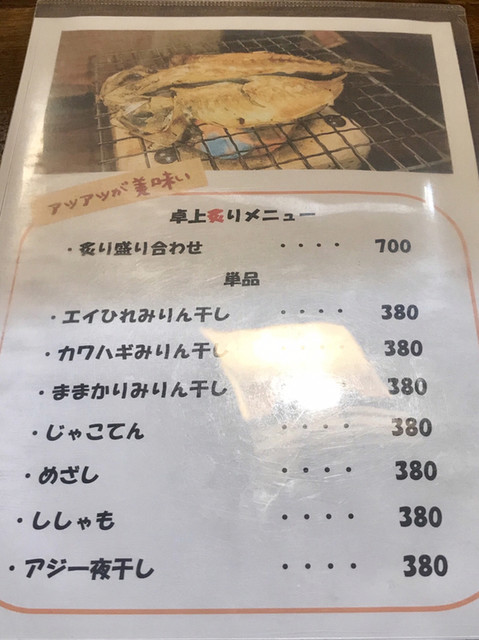 アツアツが美味い
卓上炙りメニュー
・炙り盛り合わせ ・・・・ 700
単品
・エイひれみりん干し ・・・・ 380
・カワハギみりん干し ・・・・ 380
・ままかりみりん干し ・・・・ 380
・じゃこてん ・・・・ 380
・めざし ・・・・ 380
・ししゃも ・・・・ 380
・アジ一夜干し ・・・・ 380